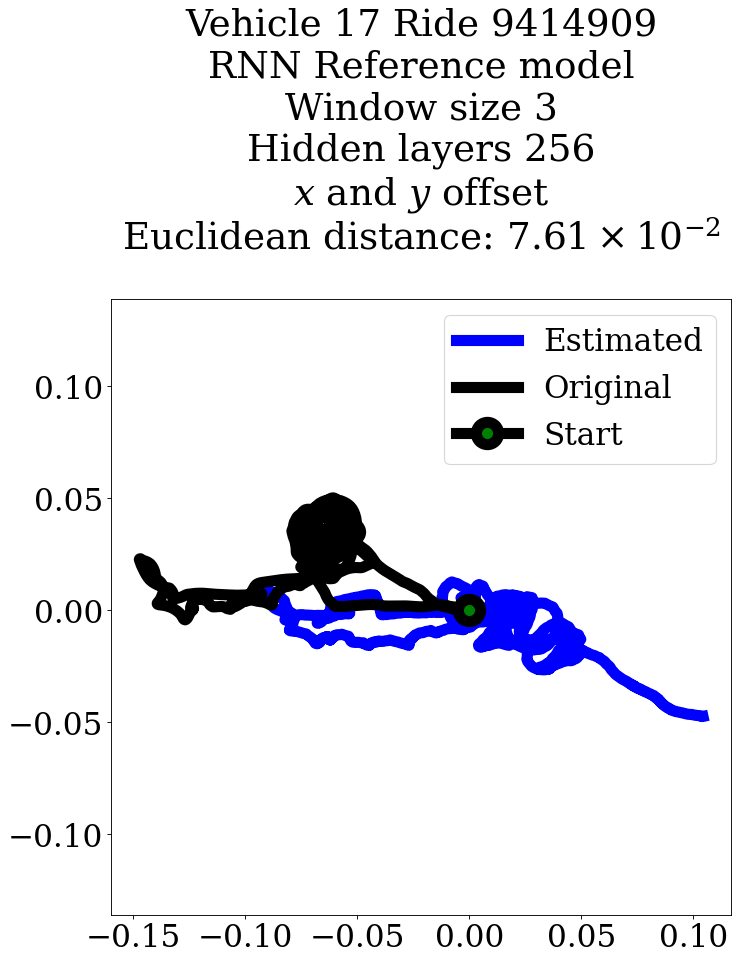 Vehicle 17 Ride 9414909
RNN Reference model
Window size 3
Hidden layers 256
x and y offset
Euclidean distance: 7.61 × 10⁻²
Estimated
Original
Start
0.10
0.05
0.00
−0.05
−0.10
−0.15 −0.10 −0.05 0.00 0.05 0.10